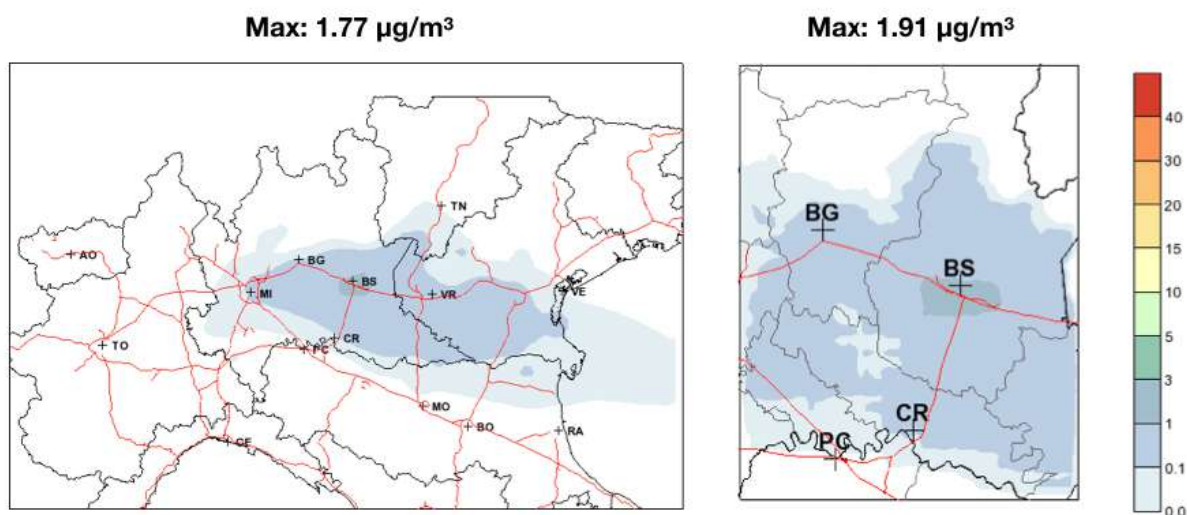 Max: 1.77 µg/m³
Max: 1.91 µg/m³
TN
AO
BG
BS
MI
VR
VE
TO
CR
PC
MO
BO
RA
GE
BG
BS
CR
PC
40
30
20
15
10
5
3
1
0.1
0.0